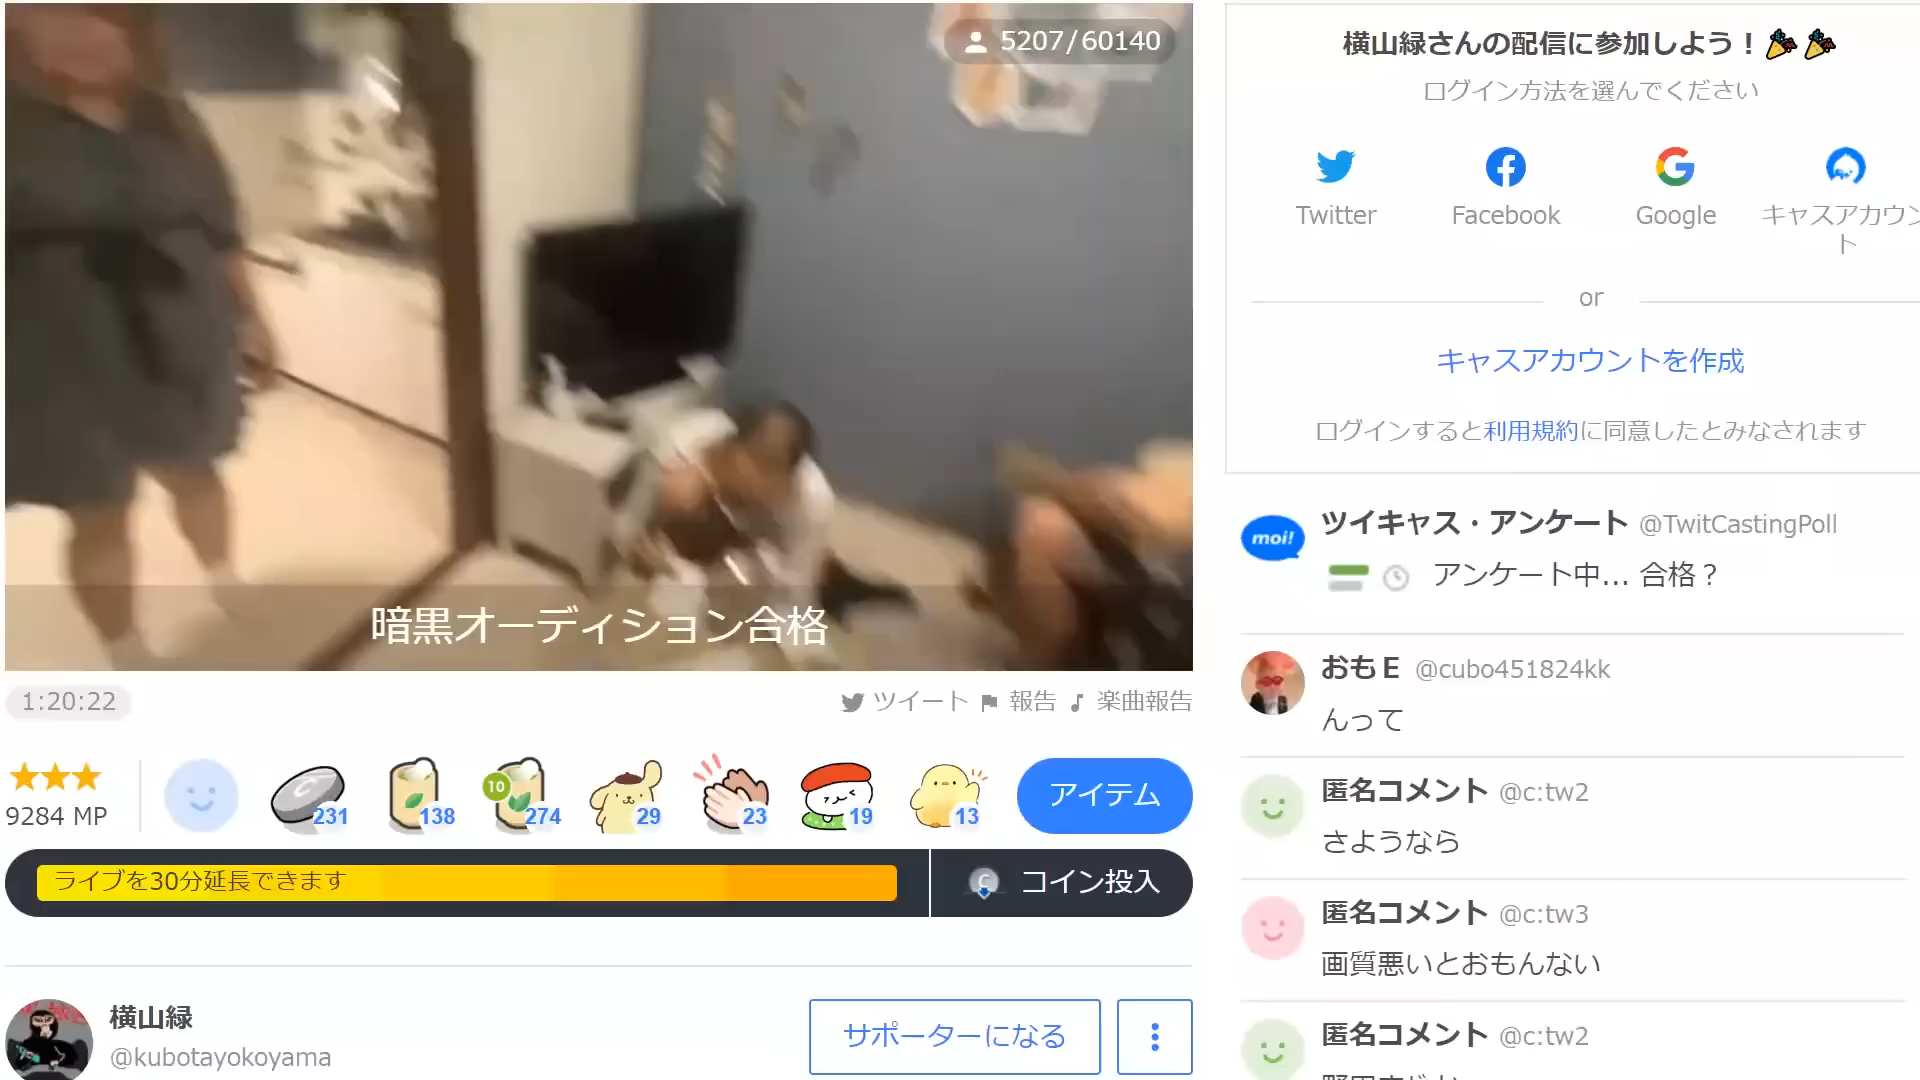 5207/60140
暗黒オーディション合格
1:20:22
ツイート 報告 楽曲報告
9284 MP
231
138
10
274
29
23
19
13
アイテム
ライブを30分延長できます
コイン投入
横山緑
@kubotayokoyama
サポーターになる
横山緑さんの配信に参加しよう！
ログイン方法を選んでください
Twitter
Facebook
Google
キャスアカウン
ト
or
キャスアカウントを作成
ログインすると利用規約に同意したとみなされます
moi!
ツイキャス・アンケート @TwitCastingPoll
アンケート中... 合格？
おもE @cubo451824kk
んって
匿名コメント @c:tw2
さようなら
匿名コメント @c:tw3
画質悪いとおもんない
匿名コメント @c:tw2